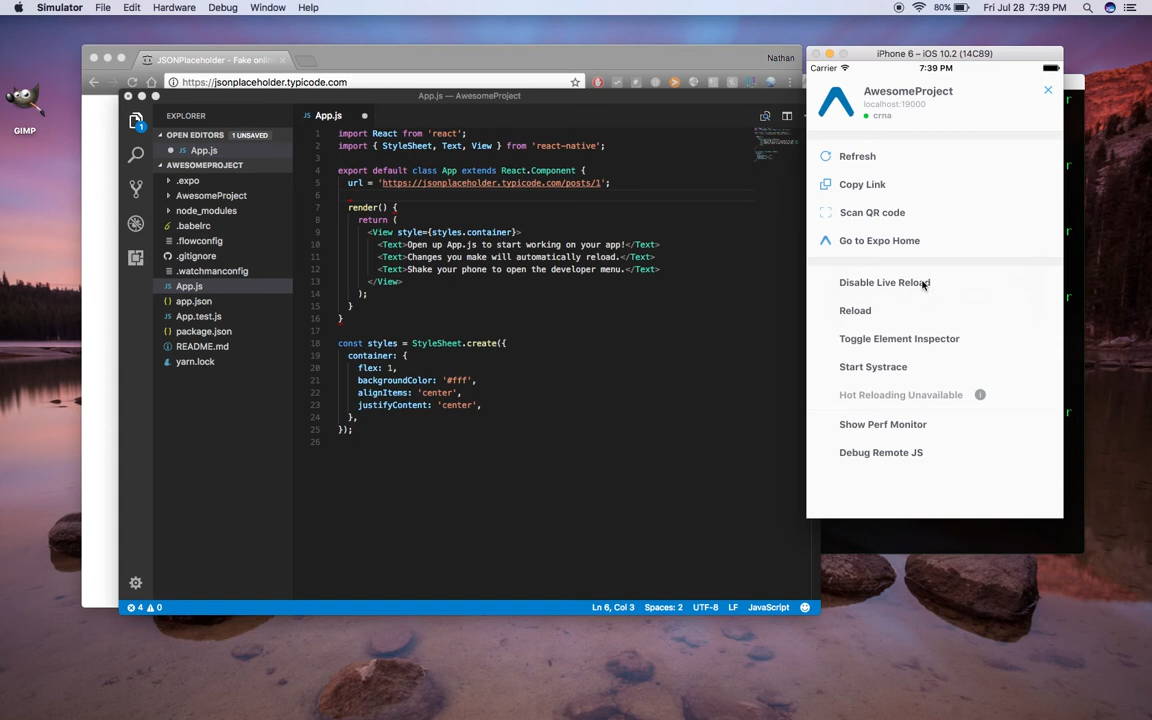 Simulator File Edit Hardware Debug Window Help
80% Fri Jul 28 7:39 PM
GIMP
JSONPlaceholder - Fake onlin
Nathan
https://jsonplaceholder.typicode.com
App.js — AwesomeProject
EXPLORER
OPEN EDITORS 1 UNSAVED
JS App.js
AWESOMEPROJECT
.expo
AwesomeProject
node_modules
.babelrc
.flowconfig
.gitignore
.watchmanconfig
JS App.js
{} app.json
JS App.test.js
{} package.json
README.md
yarn.lock
1
JS App.js
1 import React from 'react';
2 import { StyleSheet, Text, View } from 'react-native';
3
4 export default class App extends React.Component {
5 url = 'https://jsonplaceholder.typicode.com/posts/1';
6
7 render() {
8 return (
9 <View style={styles.container}>
10 <Text>Open up App.js to start working on your app!</Text>
11 <Text>Changes you make will automatically reload.</Text>
12 <Text>Shake your phone to open the developer menu.</Text>
13 </View>
14 );
15 }
16 }
17
18 const styles = StyleSheet.create({
19 container: {
20 flex: 1,
21 backgroundColor: '#fff',
22 alignItems: 'center',
23 justifyContent: 'center',
24 },
25 });
26
4 0
Ln 6, Col 3 Spaces: 2 UTF-8 LF JavaScript
iPhone 6 – iOS 10.2 (14C89)
Carrier 7:39 PM
AwesomeProject
localhost:19000
crna
Refresh
Copy Link
Scan QR code
Go to Expo Home
Disable Live Reload
Reload
Toggle Element Inspector
Start Systrace
Hot Reloading Unavailable i
Show Perf Monitor
Debug Remote JS
r
r
r
r